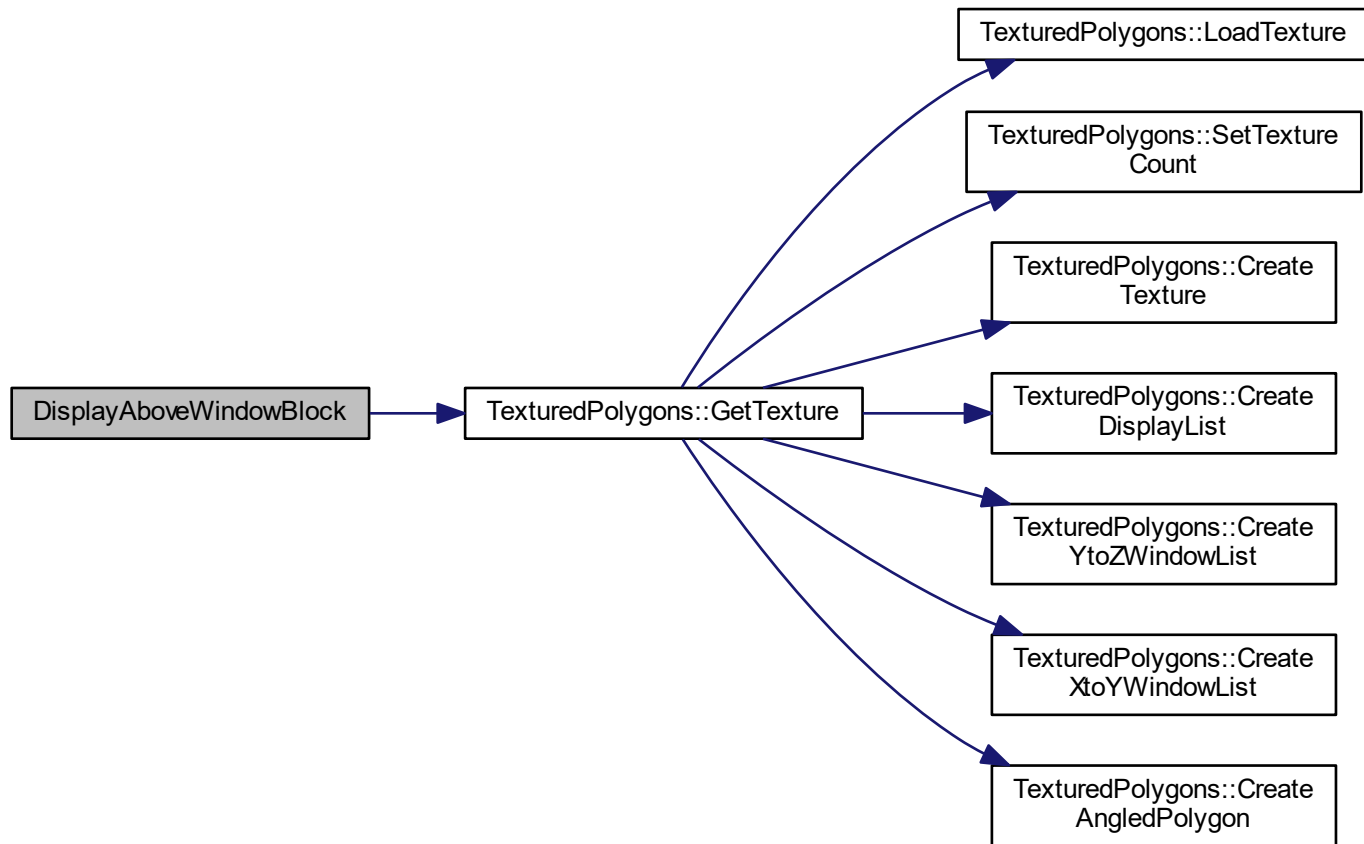 DisplayAboveWindowBlock
TexturedPolygons::GetTexture
TexturedPolygons::LoadTexture
TexturedPolygons::SetTexture
Count
TexturedPolygons::Create
Texture
TexturedPolygons::Create
DisplayList
TexturedPolygons::Create
YtoZWindowList
TexturedPolygons::Create
XtoYWindowList
TexturedPolygons::Create
AngledPolygon